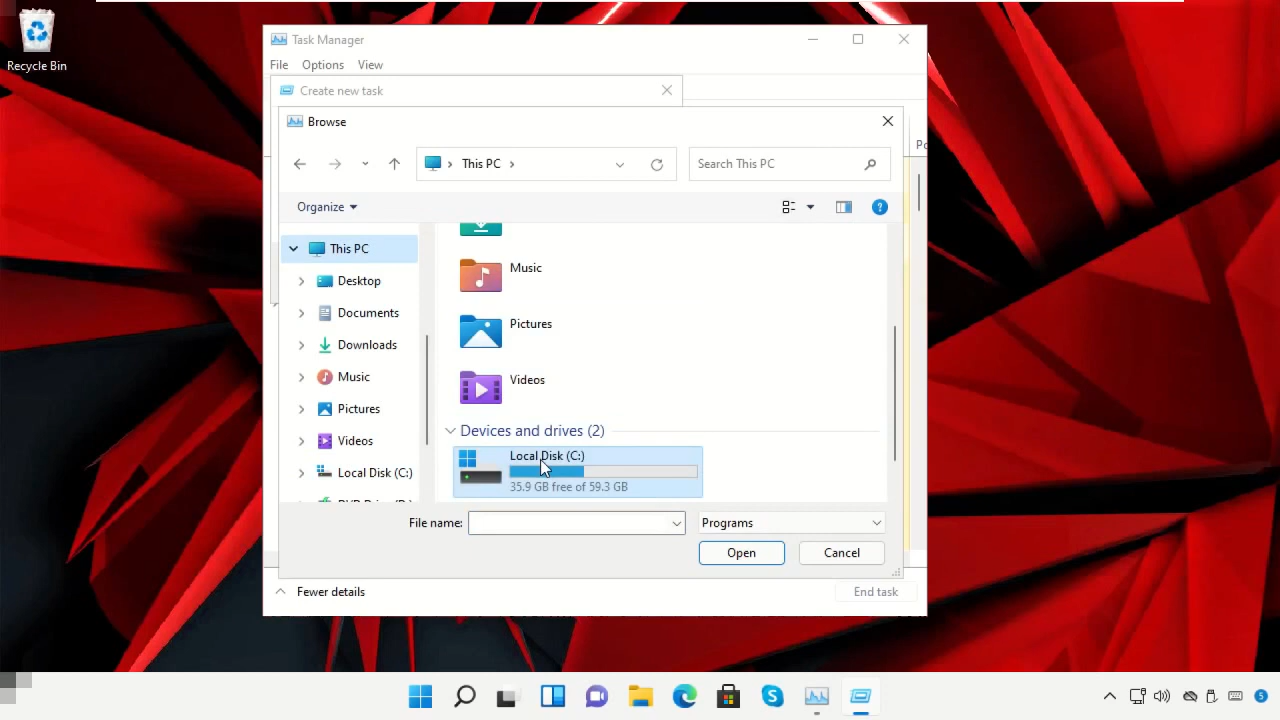 Recycle Bin
Task Manager
File Options View
Create new task
Browse
This PC
Search This PC
Organize
This PC
Desktop
Documents
Downloads
Music
Pictures
Videos
Local Disk (C:)
Music
Pictures
Videos
Devices and drives (2)
Local Disk (C:)
35.9 GB free of 59.3 GB
File name:
Programs
Open
Cancel
Fewer details
End task
5